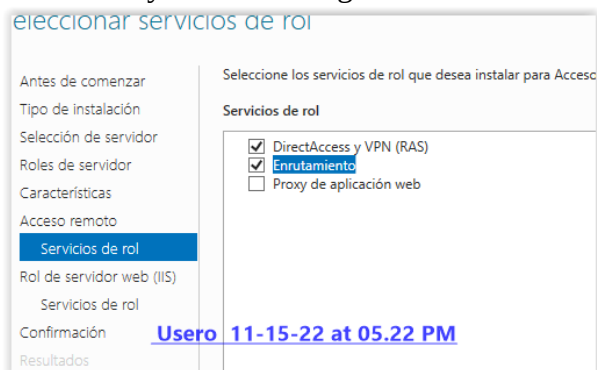 eleccionar servicios de rol
Antes de comenzar
Tipo de instalación
Selección de servidor
Roles de servidor
Características
Acceso remoto
Servicios de rol
Rol de servidor web (IIS)
Servicios de rol
Confirmación
Resultados
Seleccione los servicios de rol que desea instalar para Acceso
Servicios de rol
DirectAccess y VPN (RAS)
Enrutamiento
Proxy de aplicación web
Usero 11-15-22 at 05.22 PM